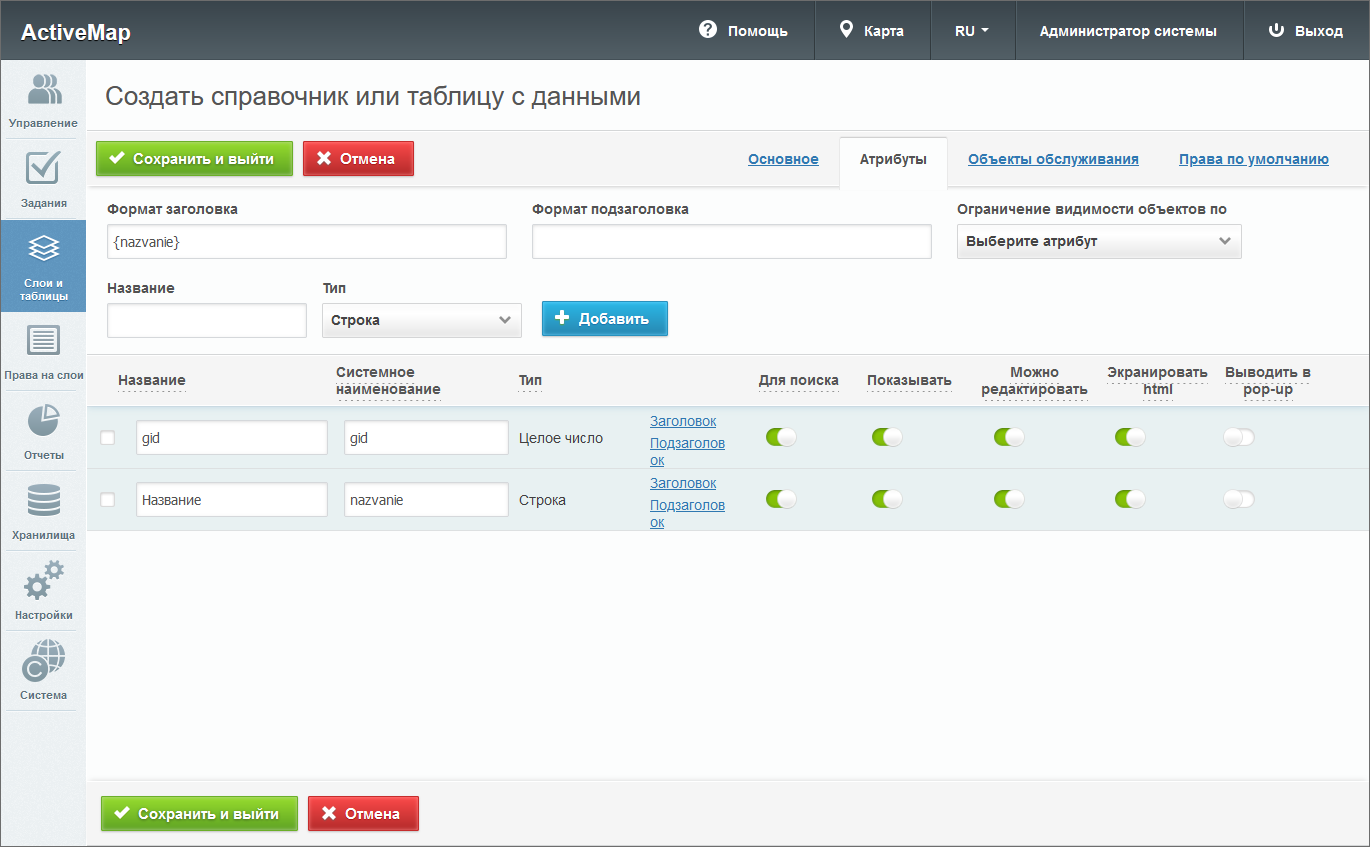 ActiveMap
Помощь
Карта
RU
Администратор системы
Выход
Управление
Задания
Слои и
таблицы
Права на слои
Отчеты
Хранилища
Настройки
Система
Создать справочник или таблицу с данными
Сохранить и выйти
Отмена
Основное
Атрибуты
Объекты обслуживания
Права по умолчанию
Формат заголовка
Формат подзаголовка
Ограничение видимости объектов по
{nazvanie}
Выберите атрибут
Название
Тип
Строка
Добавить
Название
Системное
наименование
Тип
Для поиска
Показывать
Можно
редактировать
Экранировать
html
Выводить в
pop-up
gid
gid
Целое число
Заголовок
Подзаголов
ок
Название
nazvanie
Строка
Заголовок
Подзаголов
ок
Сохранить и выйти
Отмена